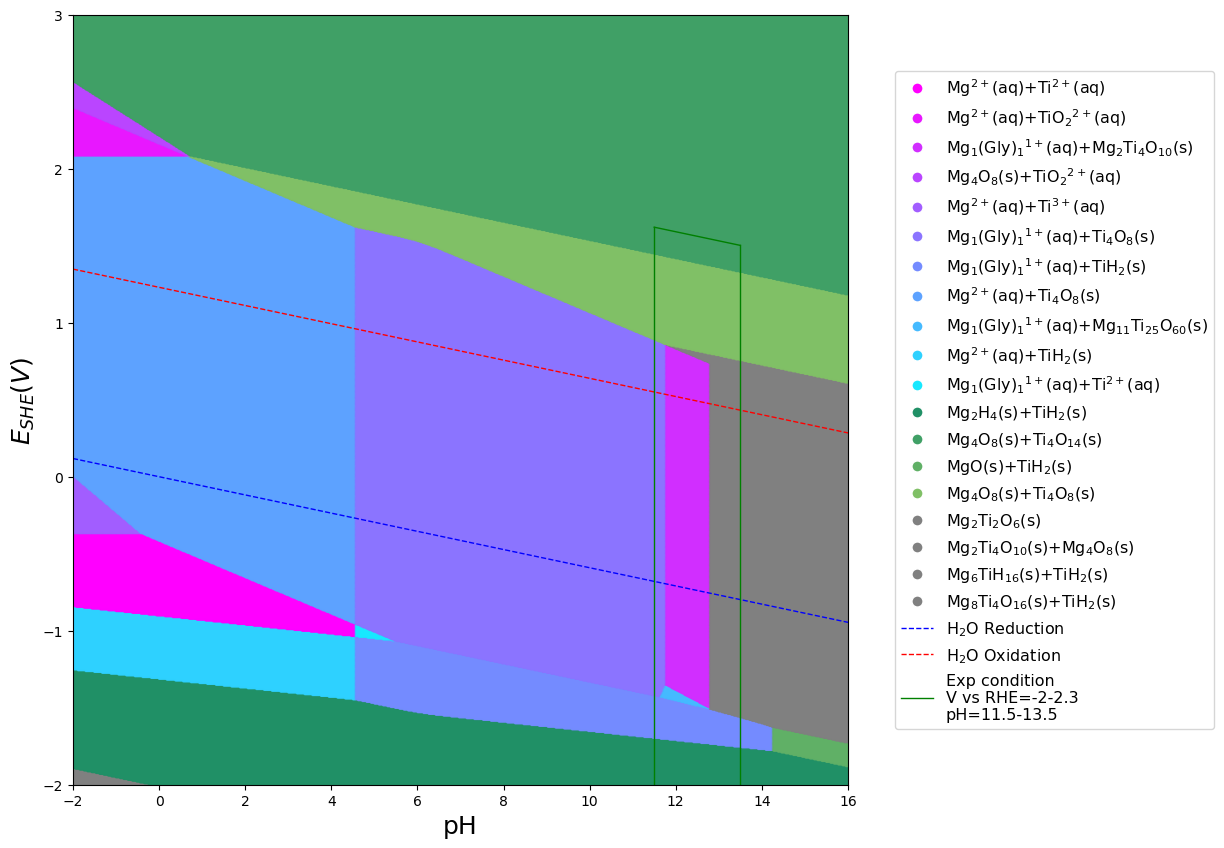 3
2
1
0
−1
−2
−2 0 2 4 6 8 10 12 14 16
pH
E_SHE(V)
Mg²⁺(aq)+Ti²⁺(aq)
Mg²⁺(aq)+TiO₂²⁺(aq)
Mg₁(Gly)₁¹⁺(aq)+Mg₂Ti₄O₁₀(s)
Mg₄O₈(s)+TiO₂²⁺(aq)
Mg²⁺(aq)+Ti³⁺(aq)
Mg₁(Gly)₁¹⁺(aq)+Ti₄O₈(s)
Mg₁(Gly)₁¹⁺(aq)+TiH₂(s)
Mg²⁺(aq)+Ti₄O₈(s)
Mg₁(Gly)₁¹⁺(aq)+Mg₁₁Ti₂₅O₆₀(s)
Mg²⁺(aq)+TiH₂(s)
Mg₁(Gly)₁¹⁺(aq)+Ti²⁺(aq)
Mg₂H₄(s)+TiH₂(s)
Mg₄O₈(s)+Ti₄O₁₄(s)
MgO(s)+TiH₂(s)
Mg₄O₈(s)+Ti₄O₈(s)
Mg₂Ti₂O₆(s)
Mg₂Ti₄O₁₀(s)+Mg₄O₈(s)
Mg₆TiH₁₆(s)+TiH₂(s)
Mg₈Ti₄O₁₆(s)+TiH₂(s)
H₂O Reduction
H₂O Oxidation
Exp condition
V vs RHE=-2-2.3
pH=11.5-13.5